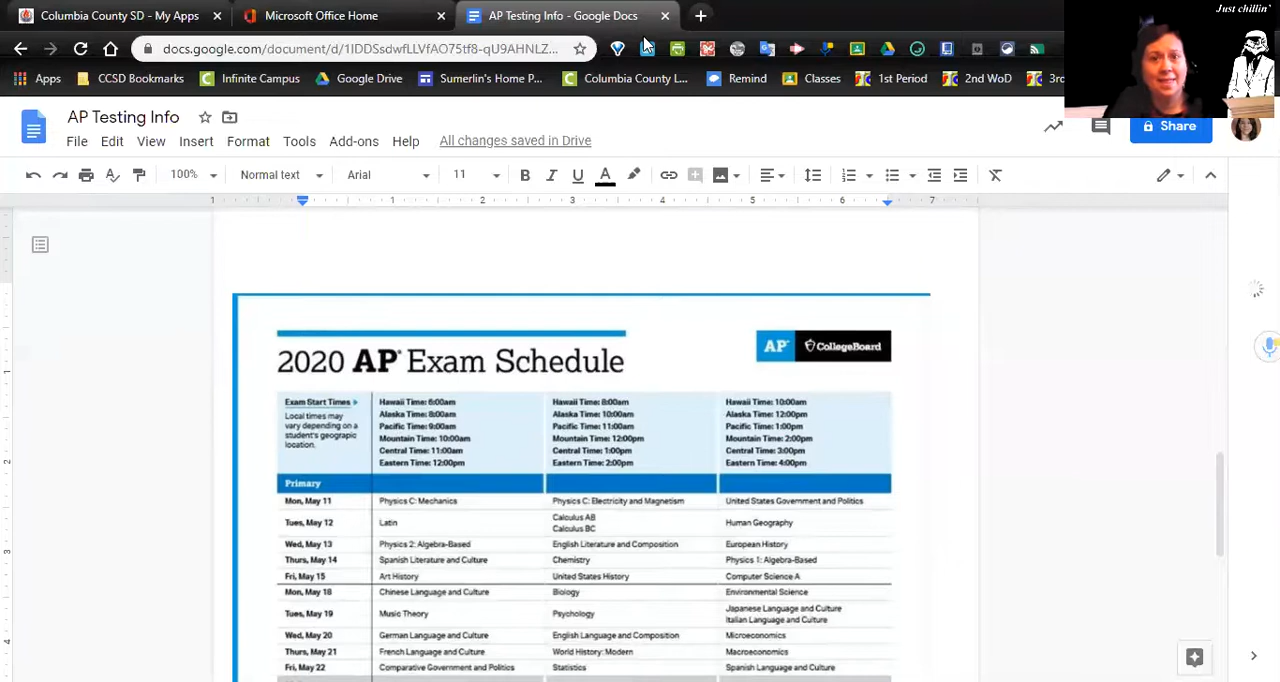 Columbia County SD - My Apps
Microsoft Office Home
AP Testing Info - Google Docs
Just chillin'
docs.google.com/document/d/1IDDSsdwfLLVfAO75tf8-qU9AHNLZ...
Apps
CCSD Bookmarks
Infinite Campus
Google Drive
Sumerlin's Home P...
Columbia County L...
Remind
Classes
1st Period
2nd WoD
3rd
AP Testing Info
File Edit View Insert Format Tools Add-ons Help All changes saved in Drive
Share
100% Normal text Arial 11 B I U A
1 1 2 3 4 5 6 7
2020 AP Exam Schedule
AP CollegeBoard
Exam Start Times
Local times may
vary depending on a
student's geograpic
location.
Hawaii Time: 6:00am
Alaska Time: 8:00am
Pacific Time: 9:00am
Mountain Time: 10:00am
Central Time: 11:00am
Eastern Time: 12:00pm
Hawaii Time: 8:00am
Alaska Time: 10:00am
Pacific Time: 11:00am
Mountain Time: 12:00pm
Central Time: 1:00pm
Eastern Time: 2:00pm
Hawaii Time: 10:00am
Alaska Time: 12:00pm
Pacific Time: 1:00pm
Mountain Time: 2:00pm
Central Time: 3:00pm
Eastern Time: 4:00pm
Primary
Mon, May 11 Physics C: Mechanics Physics C: Electricity and Magnetism United States Government and Politics
Tues, May 12 Latin Calculus AB
Calculus BC Human Geography
Wed, May 13 Physics 2: Algebra-Based English Literature and Composition European History
Thurs, May 14 Spanish Literature and Culture Chemistry Physics 1: Algebra-Based
Fri, May 15 Art History United States History Computer Science A
Mon, May 18 Chinese Language and Culture Biology Environmental Science
Tues, May 19 Music Theory Psychology Japanese Language and Culture
Italian Language and Culture
Wed, May 20 German Language and Culture English Language and Composition Microeconomics
Thurs, May 21 French Language and Culture World History: Modern Macroeconomics
Fri, May 22 Comparative Government and Politics Statistics Spanish Language and Culture